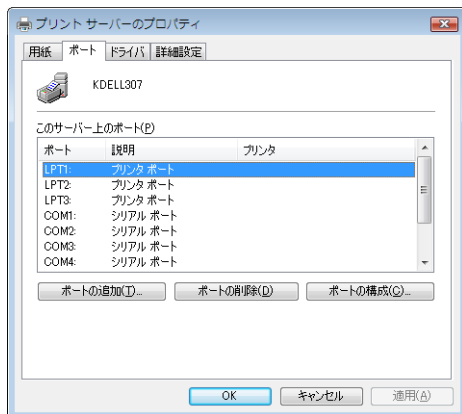 プリント サーバーのプロパティ
用紙 ポート ドライバ 詳細設定
KDELL307
このサーバー上のポート(P)
ポート 説明 プリンタ
LPT1: プリンタ ポート
LPT2: プリンタ ポート
LPT3: プリンタ ポート
COM1: シリアル ポート
COM2: シリアル ポート
COM3: シリアル ポート
COM4: シリアル ポート
ポートの追加(T)... ポートの削除(D) ポートの構成(C)...
OK キャンセル 適用(A)